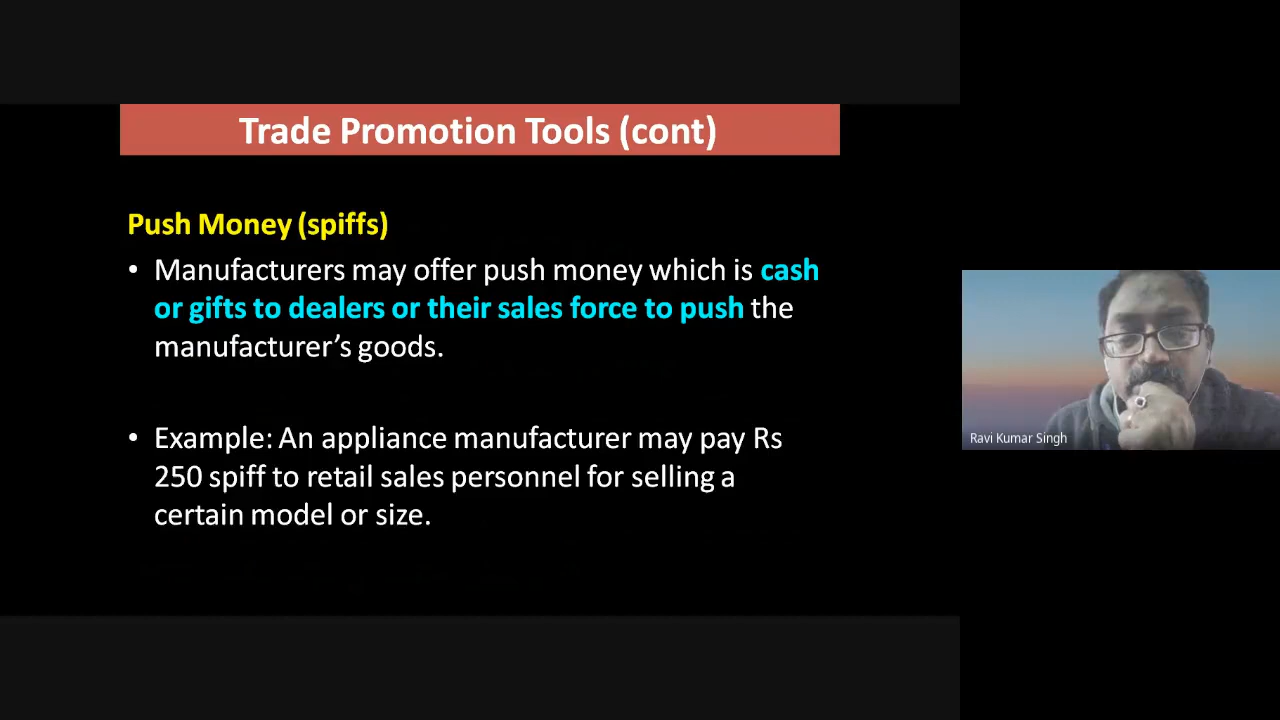 Trade Promotion Tools (cont)
Push Money (spiffs)
• Manufacturers may offer push money which is cash
or gifts to dealers or their sales force to push the
manufacturer’s goods.
• Example: An appliance manufacturer may pay Rs
250 spiff to retail sales personnel for selling a
certain model or size.
Ravi Kumar Singh